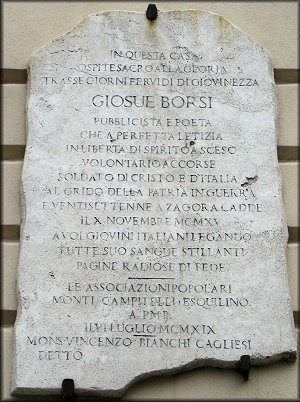 IN QUESTA CASA
OSPITE SACRO ALLA GLORIA
TRASSE GIORNI FERVIDI DI GIOVINEZZA
GIOSUE BORSI
PUBBLICISTA E POETA
CHE A PERFETTA LETIZIA
IN LIBERTA DI SPIRITO ASCESO
VOLONTARIO ACCORSE
SOLDATO DI CRISTO E D'ITALIA
AL GRIDO DELLA PATRIA IN GUERRA
E VENTISETTENNE A ZAGORA CADDE
IL X NOVEMBRE MCMXV
A VOI GIOVINI ITALIANI LEGANDO
TUTTE SUO SANGUE STILLANTI
PAGINE RADIOSE DI FEDE
LE ASSOCIAZIONI POPOLARI
MONTI CAMPITELLI ESQUILINO
A. P. M. P.
IL VI LUGLIO MCMXIX
MONS VINCENZO BIANCHI CAGLIESI
DETTO